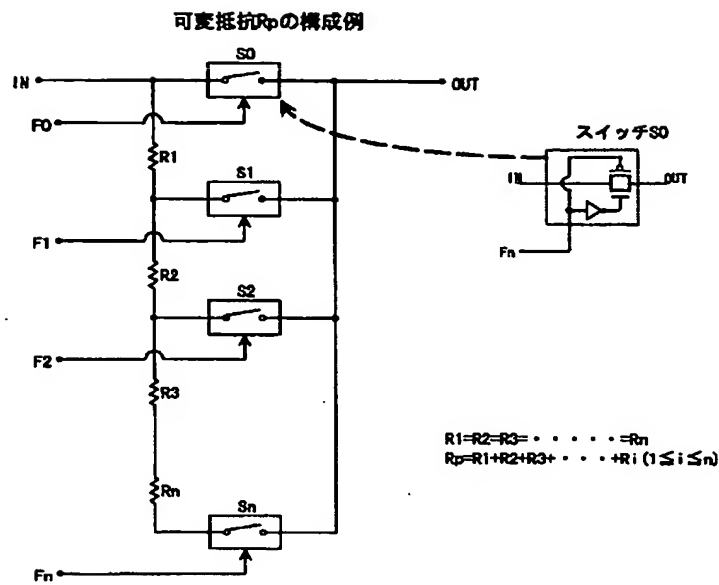 可変抵抗Rpの構成例
S0
IN
OUT
F0
スイッチS0
R1
S1
IN
OUT
F1
Fn
R2
S2
F2
R3
R1=R2=R3=・・・・・・=Rn
Rp=R1+R2+R3+・・・・+Ri(1≦i≦n)
Rn
Sn
Fn